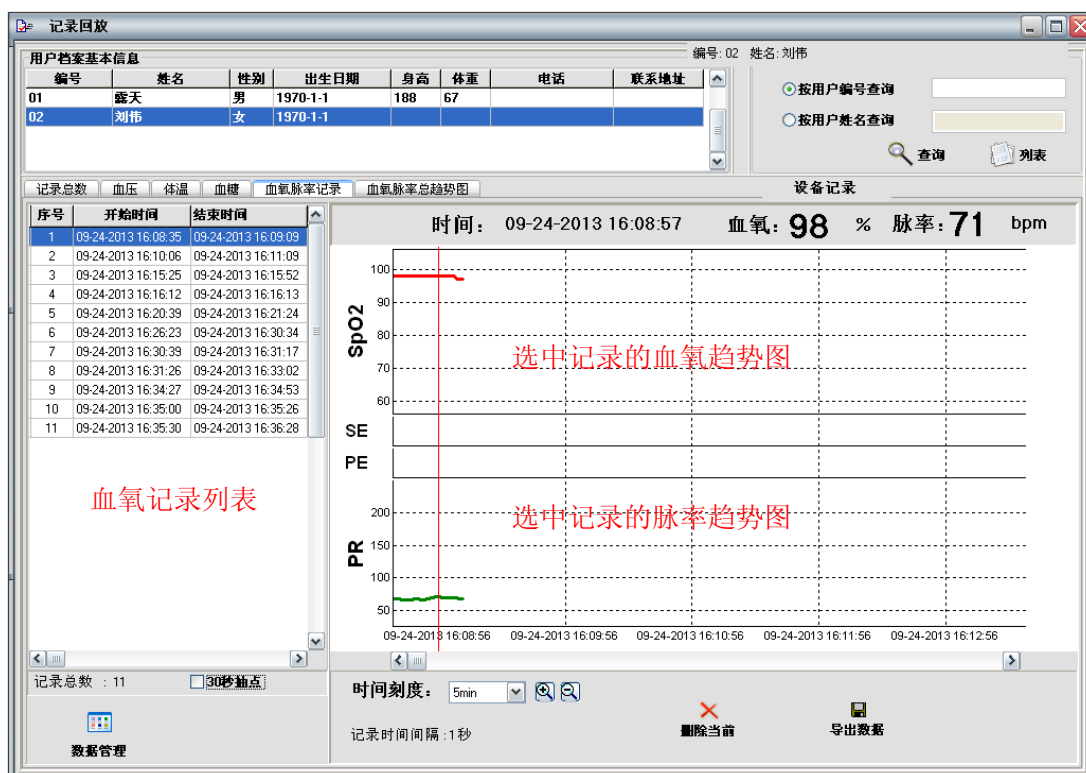 记录回放
用户档案基本信息
编号: 02 姓名: 刘伟
编号 姓名 性别 出生日期 身高 体重 电话 联系地址
01 露天 男 1970-1-1 188 67
02 刘伟 女 1970-1-1
按用户编号查询
按用户姓名查询
查询 列表
记录总数 血压 体温 血糖 血氧脉率记录 血氧脉率总趋势图 设备记录
序号 开始时间 结束时间
1 09-24-2013 16:08:35 09-24-2013 16:09:09
2 09-24-2013 16:10:06 09-24-2013 16:11:09
3 09-24-2013 16:15:25 09-24-2013 16:15:52
4 09-24-2013 16:16:12 09-24-2013 16:16:13
5 09-24-2013 16:20:39 09-24-2013 16:21:24
6 09-24-2013 16:26:23 09-24-2013 16:30:34
7 09-24-2013 16:30:39 09-24-2013 16:31:17
8 09-24-2013 16:31:26 09-24-2013 16:33:02
9 09-24-2013 16:34:27 09-24-2013 16:34:53
10 09-24-2013 16:35:00 09-24-2013 16:35:26
11 09-24-2013 16:35:30 09-24-2013 16:36:28
血氧记录列表
记录总数 : 11 30秒抽点
数据管理
时间: 09-24-2013 16:08:57 血氧: 98 % 脉率: 71 bpm
SpO2
100
90
80
70
60
选中记录的血氧趋势图
SE
PE
PR
200
150
100
50
选中记录的脉率趋势图
09-24-2013 16:08:56 09-24-2013 16:09:56 09-24-2013 16:10:56 09-24-2013 16:11:56 09-24-2013 16:12:56
时间刻度: 5min
记录时间间隔:1秒
删除当前 导出数据